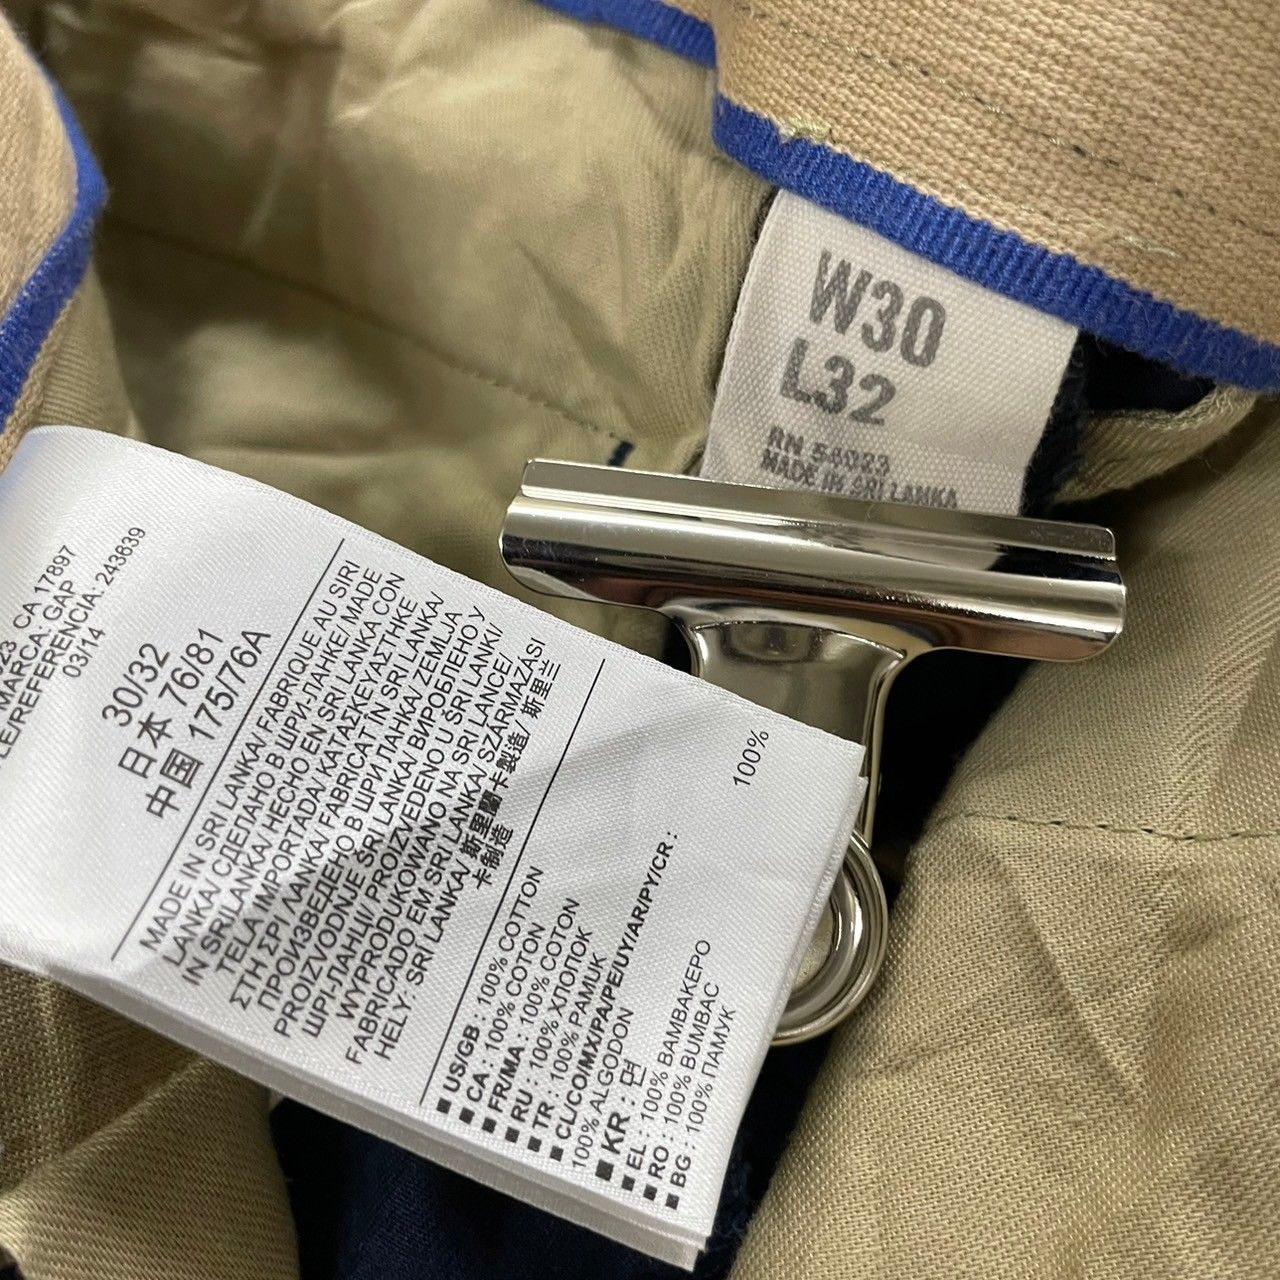 W30
L32
RN 54023
MADE IN SRI LANKA
CA 17897
MARCA: GAP
REFERENCIA: 243639
03/14
30/32
日本 76/81
中国 175/76A
MADE IN SRI LANKA/ FABRIQUE AU SIRI
LANKA/ СДЕЛАНО В ШРИ-ЛАНКЕ/ MADE
IN SRILANKA/ HECHO EN SRI LANKA CON
TELA IMPORTADA/ ΚΑΤΑΣΚΕΥΑΣΤΗΚΕ
ΣΤΗ ΣΡΙ ΛΑΝΚΑ/ FABRICAT ÎN SRI LANKA/
ПРОИЗВЕДЕНО В ШРИ ЛАНКА/ ZEMLJA
PROIZVODNJE ŠRI LANKA/ ВИРОБЛЕНО У
ШРІ-ЛАНЦІ/ PROIZVEDENO U ŠRI LANKI/
WYPRODUKOWANO NA SRI LANCE/
FABRICADO EM SRI LANKA/ SZÁRMAZÁSI
HELY: SRÍ LANKA/ 斯里蘭卡製造/ 斯里兰
卡制造
100%
■ US/GB : 100% COTTON
■ CA : 100% COTON
■ FR/MA : 100% COTON
■ RU : 100% ХЛОПОК
■ TR : 100% PAMUK
■ CL/CO/MX/PA/PE/UY/AR/PY/CR :
100% ALGODON
■ KR : 면
■ EL : 100% ΒΑΜΒΑΚΕΡΟ
■ RO : 100% BUMBAC
■ BG : 100% ПАМУК